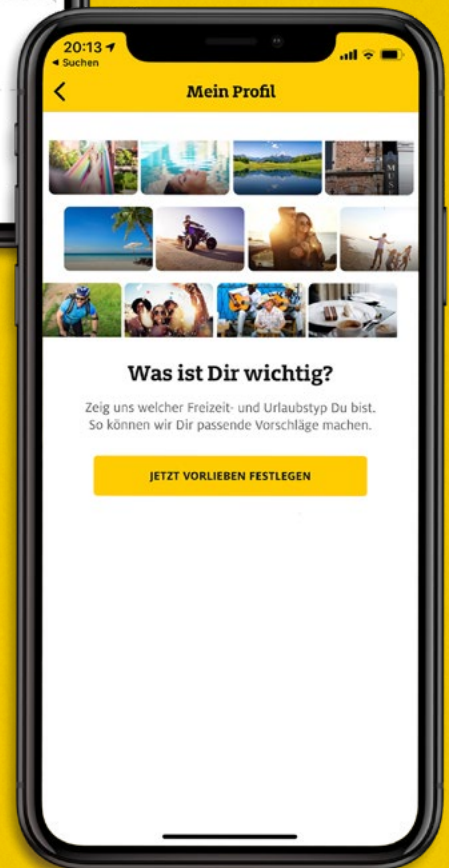 20:13
◀ Suchen
Mein Profil
Was ist Dir wichtig?
Zeig uns welcher Freizeit- und Urlaubstyp Du bist.
So können wir Dir passende Vorschläge machen.
JETZT VORLIEBEN FESTLEGEN